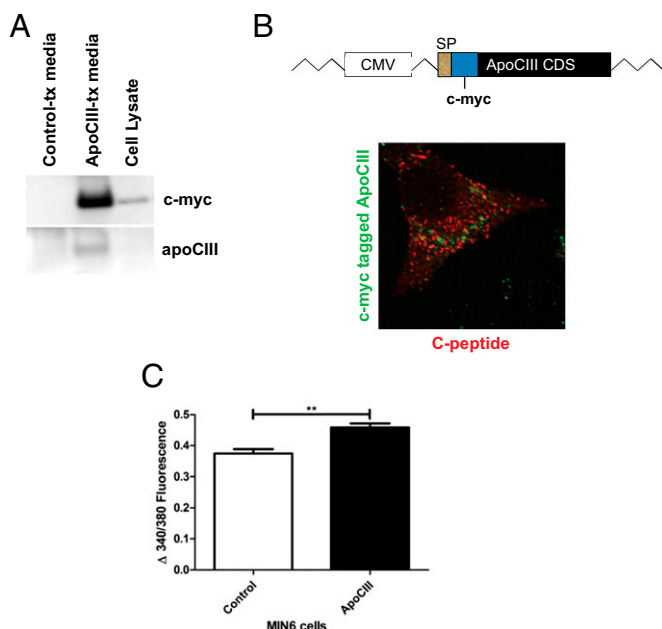 A
Control-tx media
ApoCIII-tx media
Cell Lysate
c-myc
apoCIII
B
SP
CMV
ApoCIII CDS
c-myc
c-myc tagged ApoCIII
C-peptide
C
**
Δ 340/380 Fluorescence
0.5
0.4
0.3
0.2
0.1
0.0
Control
ApoCIII
MIN6 cells